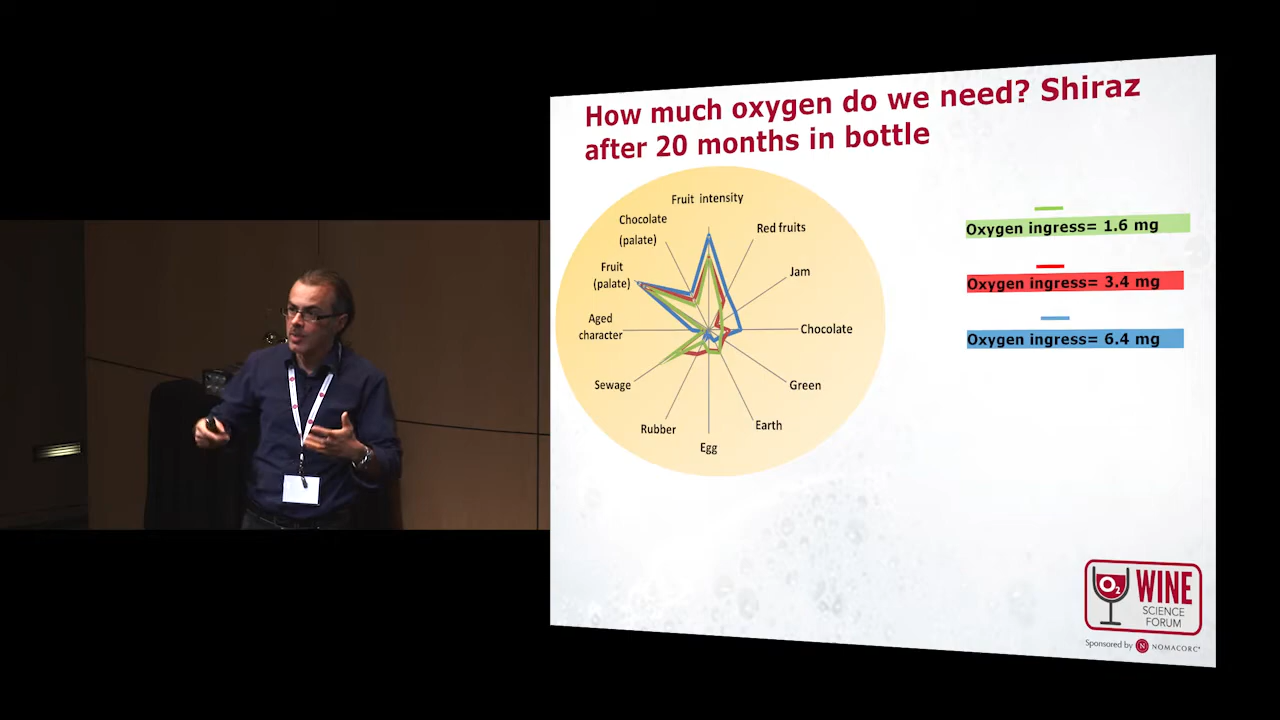 How much oxygen do we need? Shiraz
after 20 months in bottle
Fruit intensity
Red fruits
Jam
Chocolate
Green
Earth
Egg
Rubber
Sewage
Aged
character
Fruit
(palate)
Chocolate
(palate)
Oxygen ingress= 1.6 mg
Oxygen ingress= 3.4 mg
Oxygen ingress= 6.4 mg
O2 WINE
SCIENCE
FORUM
Sponsored by N NOMACORC